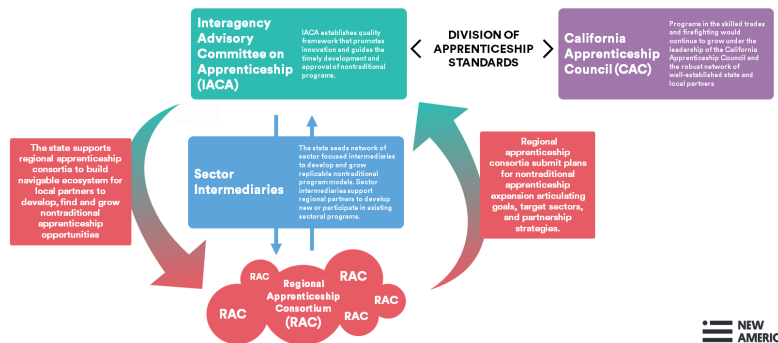 Interagency
Advisory
Committee on
Apprenticeship
(IACA)
IACA establishes quality
framework that promotes
innovation and guides the
timely development and
approval of nontraditional
programs.
DIVISION OF
APPRENTICESHIP
STANDARDS
California
Apprenticeship
Council (CAC)
Programs in the skilled trades
and firefighting would
continue to grow under the
leadership of the California
Apprenticeship Council and
the robust network of
well-established state and
local partners
The state supports
regional apprenticeship
consortia to build
navigable ecosystem for
local partners to
develop, find and grow
nontraditional
apprenticeship
opportunities
Sector
Intermediaries
The state seeds network of
sector focused intermediaries
to develop and grow
replicable nontraditional
program models. Sector
intermediaries support
regional partners to develop
new or participate in existing
sectoral programs.
Regional
apprenticeship
consortia submit plans
for nontraditional
apprenticeship
expansion articulating
goals, target sectors,
and partnership
strategies.
RAC
RAC
Regional
Apprenticeship
Consortium
(RAC)
RAC
RAC
RAC
NEW
AMERIC